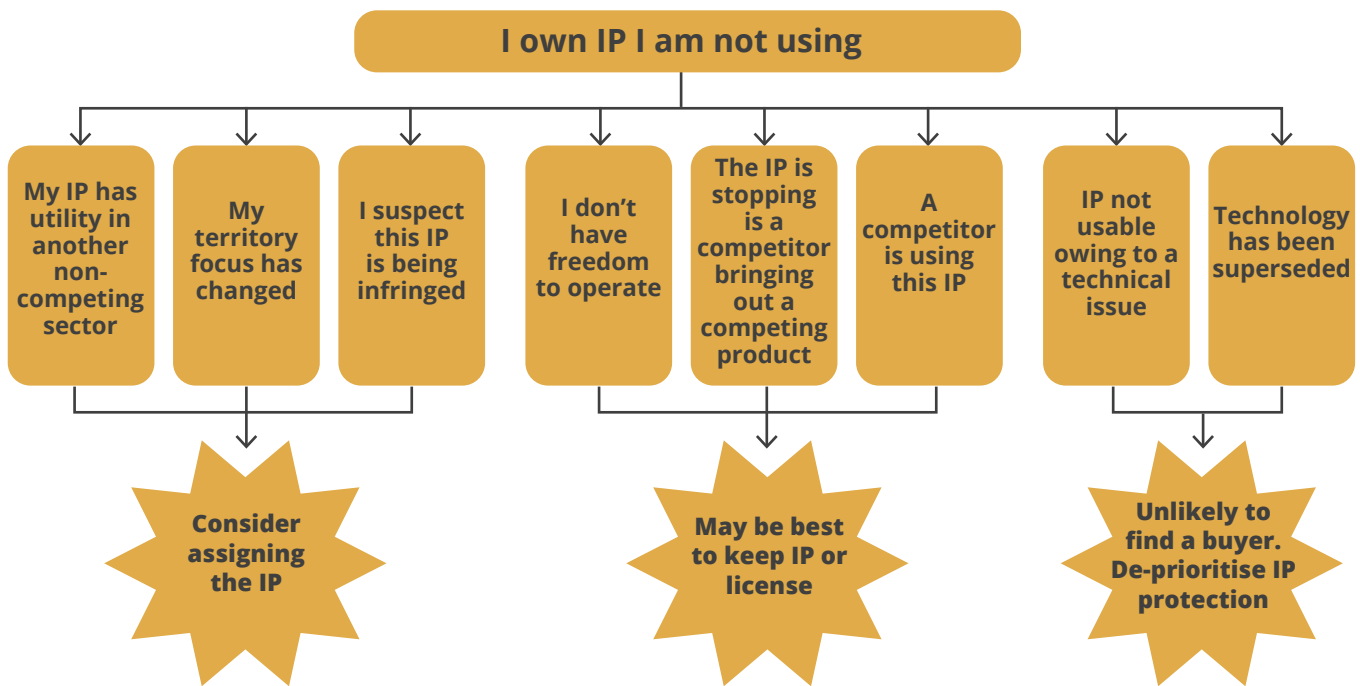 I own IP I am not using
My IP has
utility in
another
non-
competing
sector
My
territory
focus has
changed
I suspect
this IP
is being
infringed
I don’t
have
freedom
to operate
The IP is
stopping
is a
competitor
bringing
out a
competing
product
A
competitor
is using
this IP
IP not
usable
owing to a
technical
issue
Technology
has been
superseded
Consider
assigning
the IP
May be best
to keep IP or
license
Unlikely to
find a buyer.
De-prioritise IP
protection